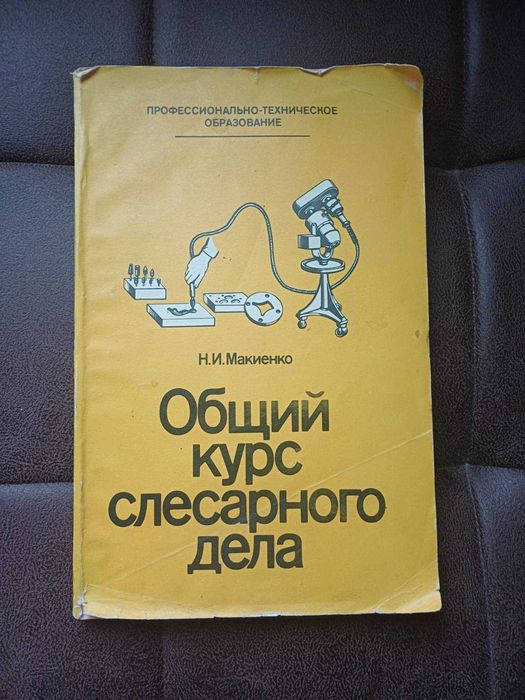 ПРОФЕССИОНАЛЬНО-ТЕХНИЧЕСКОЕ
ОБРАЗОВАНИЕ
Н.И.Макиенко
Общий
курс
слесарного
дела